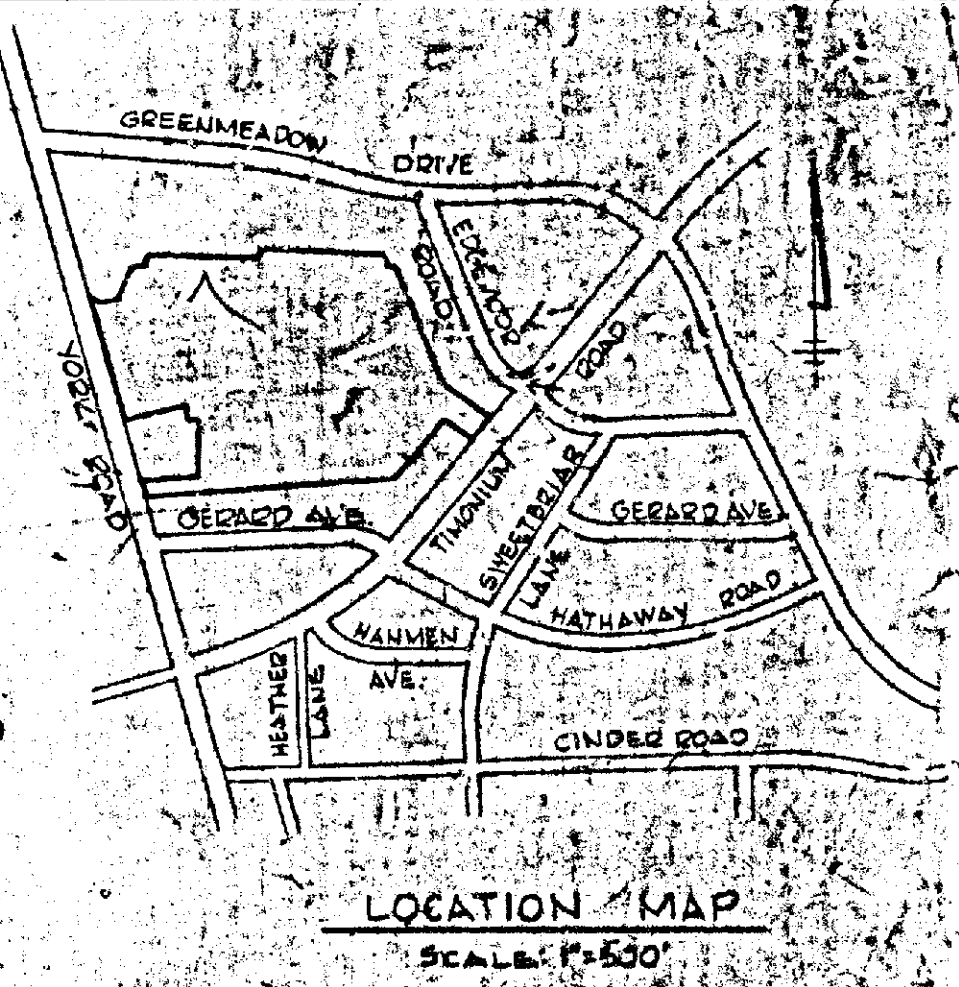 GREENMEADOW
DRIVE
EDGEWOOD
ROAD
ROAD
YORK ROAD
TIMONIUM
SWEETBRIAR
LANE
GERARD AVE.
GERARD AVE.
HATHAWAY ROAD
HANMEN
AVE.
HEATHER
LANE
CINDER ROAD
LOCATION MAP
SCALE: 1"=500'